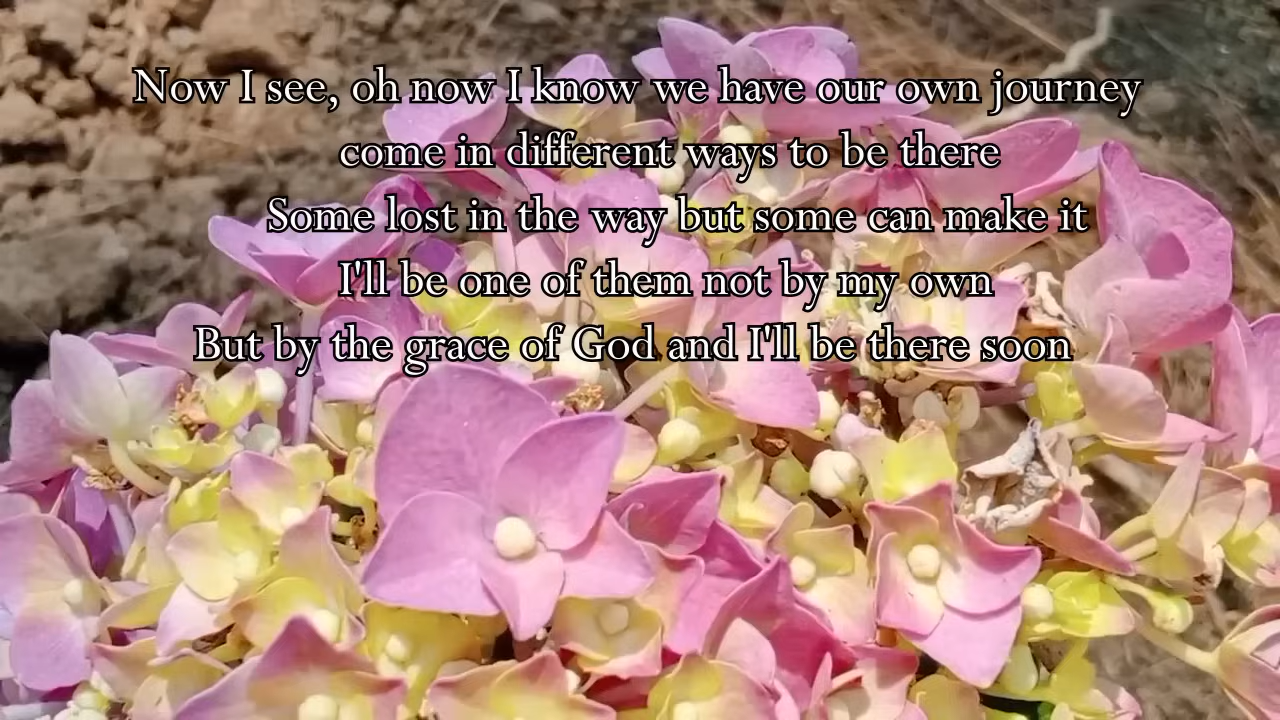 Now I see, oh now I know we have our own journey
come in different ways to be there
Some lost in the way but some can make it
I'll be one of them not by my own
But by the grace of God and I'll be there soon